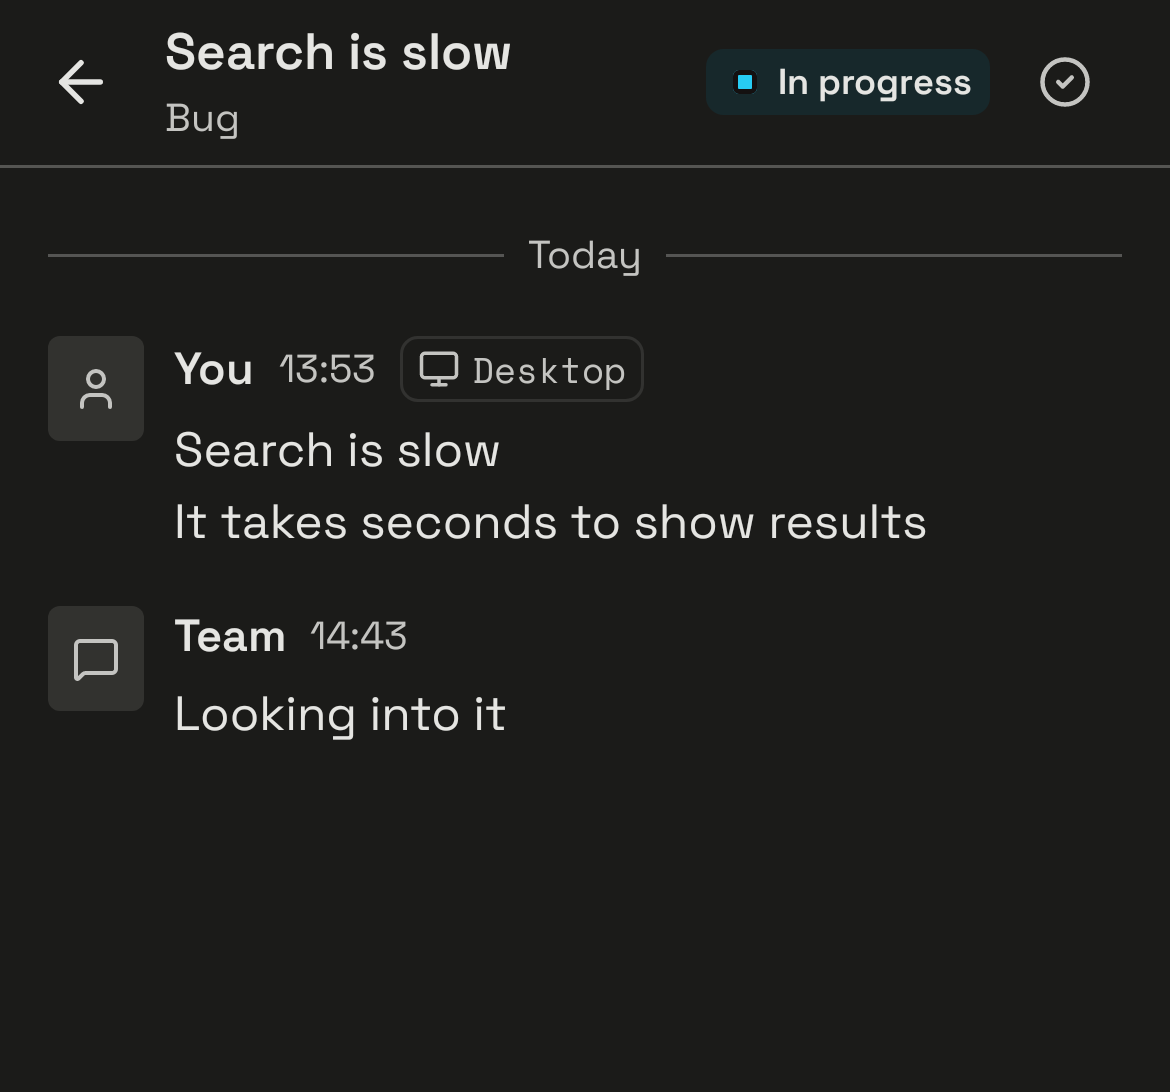 Search is slow
Bug
In progress
Today
You 13:53 Desktop
Search is slow
It takes seconds to show results
Team 14:43
Looking into it